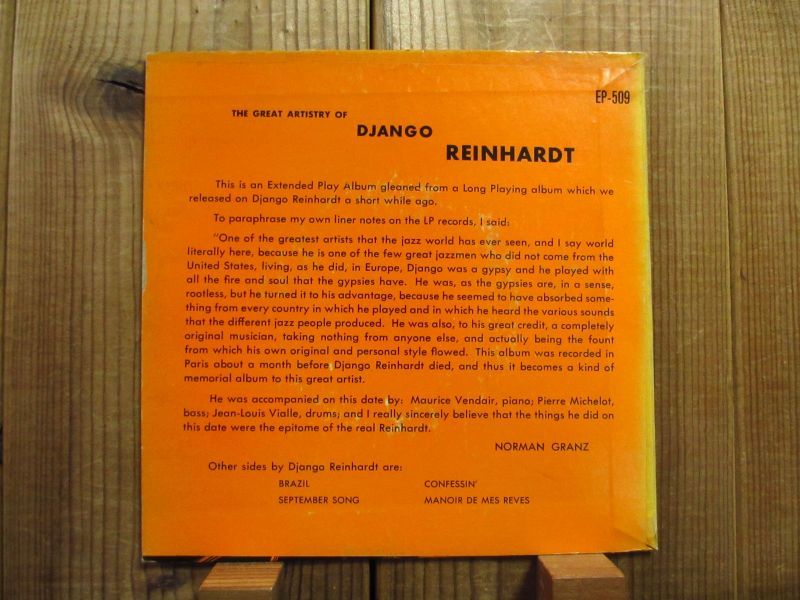 EP-509
THE GREAT ARTISTRY OF
DJANGO
REINHARDT
This is an Extended Play Album gleaned from a Long Playing album which we
released on Django Reinhardt a short while ago.
To paraphrase my own liner notes on the LP records, I said:
"One of the greatest artists that the jazz world has ever seen, and I say world
literally here, because he is one of the few great jazzmen who did not come from the
United States, living, as he did, in Europe, Django was a gypsy and he played with
all the fire and soul that the gypsies have. He was, as the gypsies are, in a sense,
rootless, but he turned it to his advantage, because he seemed to have absorbed some-
thing from every country in which he played and in which he heard the various sounds
that the different jazz people produced. He was also, to his great credit, a completely
original musician, taking nothing from anyone else, and actually being the fount
from which his own original and personal style flowed. This album was recorded in
Paris about a month before Django Reinhardt died, and thus it becomes a kind of
memorial album to this great artist.
He was accompanied on this date by: Maurice Vendair, piano; Pierre Michelot,
bass; Jean-Louis Vialle, drums; and I really sincerely believe that the things he did on
this date were the epitome of the real Reinhardt.
NORMAN GRANZ
Other sides by Django Reinhardt are:
BRAZIL CONFESSIN'
SEPTEMBER SONG MANOIR DE MES REVES